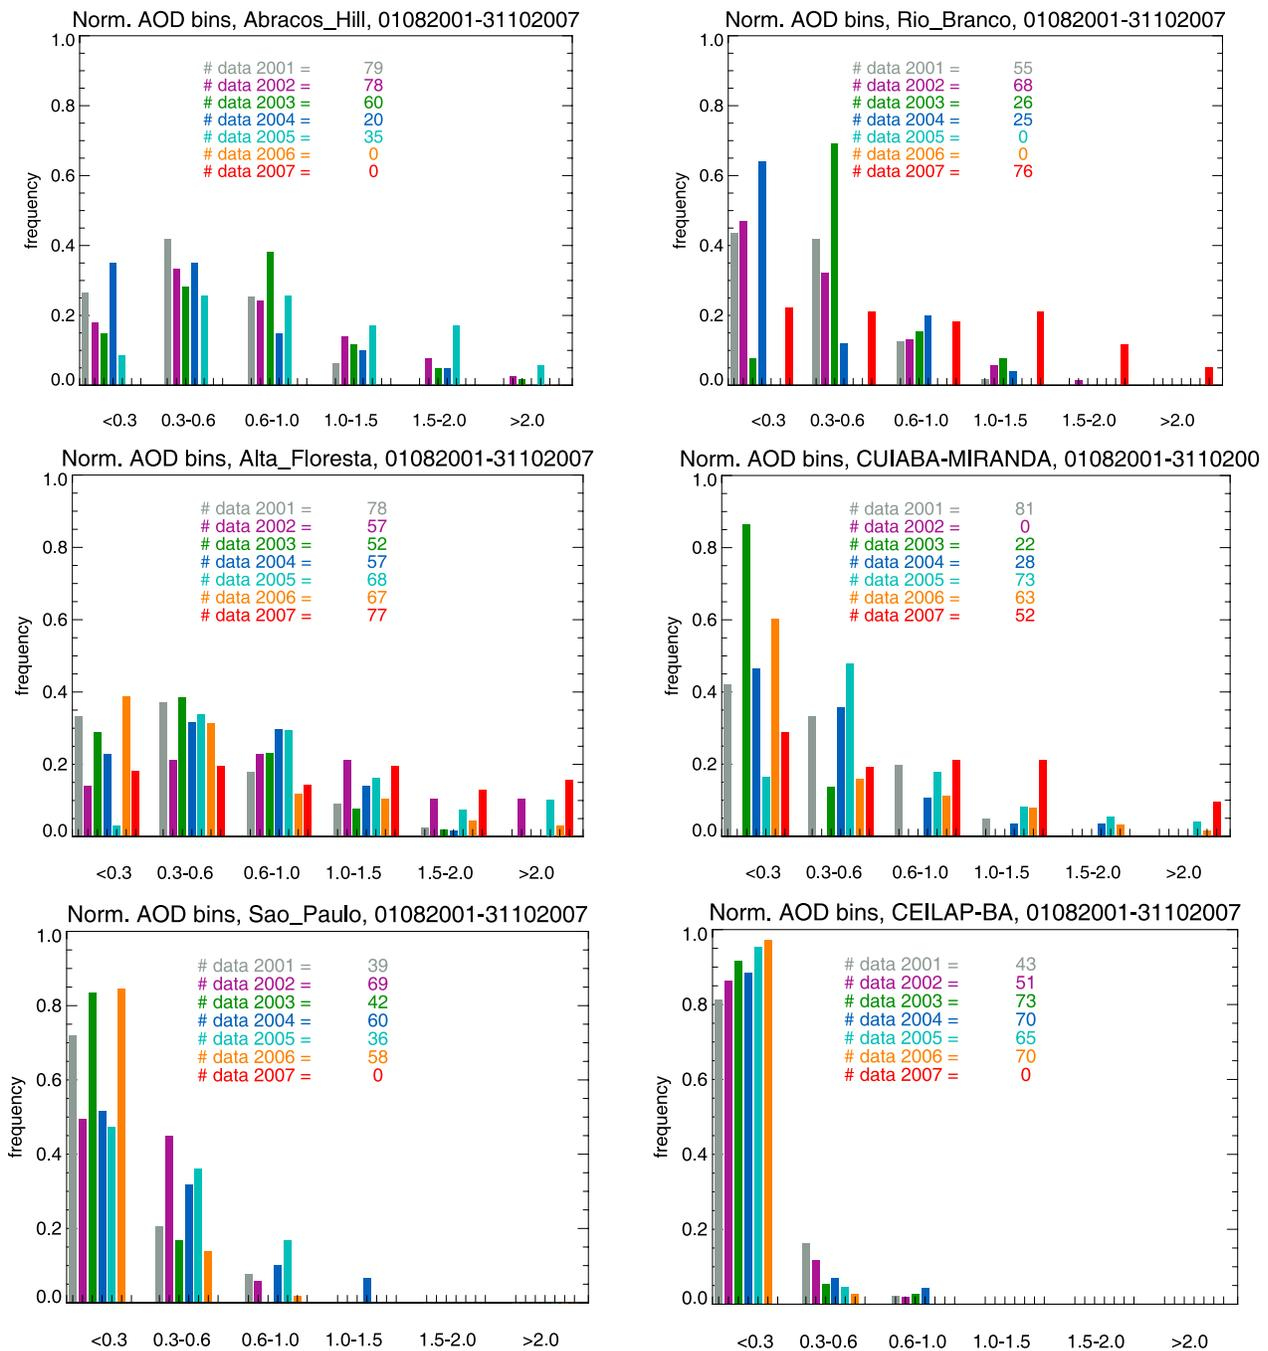 Norm. AOD bins, Abracos_Hill, 01082001-31102007
1.0
0.8
0.6
0.4
0.2
0.0
frequency
# data 2001 = 79
# data 2002 = 78
# data 2003 = 60
# data 2004 = 20
# data 2005 = 35
# data 2006 = 0
# data 2007 = 0
<0.3 0.3-0.6 0.6-1.0 1.0-1.5 1.5-2.0 >2.0
Norm. AOD bins, Rio_Branco, 01082001-31102007
1.0
0.8
0.6
0.4
0.2
0.0
frequency
# data 2001 = 55
# data 2002 = 68
# data 2003 = 26
# data 2004 = 25
# data 2005 = 0
# data 2006 = 0
# data 2007 = 76
<0.3 0.3-0.6 0.6-1.0 1.0-1.5 1.5-2.0 >2.0
Norm. AOD bins, Alta_Floresta, 01082001-31102007
1.0
0.8
0.6
0.4
0.2
0.0
frequency
# data 2001 = 78
# data 2002 = 57
# data 2003 = 52
# data 2004 = 57
# data 2005 = 68
# data 2006 = 67
# data 2007 = 77
<0.3 0.3-0.6 0.6-1.0 1.0-1.5 1.5-2.0 >2.0
Norm. AOD bins, CUIABA-MIRANDA, 01082001-3110200
1.0
0.8
0.6
0.4
0.2
0.0
frequency
# data 2001 = 81
# data 2002 = 0
# data 2003 = 22
# data 2004 = 28
# data 2005 = 73
# data 2006 = 63
# data 2007 = 52
<0.3 0.3-0.6 0.6-1.0 1.0-1.5 1.5-2.0 >2.0
Norm. AOD bins, Sao_Paulo, 01082001-31102007
1.0
0.8
0.6
0.4
0.2
0.0
frequency
# data 2001 = 39
# data 2002 = 69
# data 2003 = 42
# data 2004 = 60
# data 2005 = 36
# data 2006 = 58
# data 2007 = 0
<0.3 0.3-0.6 0.6-1.0 1.0-1.5 1.5-2.0 >2.0
Norm. AOD bins, CEILAP-BA, 01082001-31102007
1.0
0.8
0.6
0.4
0.2
0.0
frequency
# data 2001 = 43
# data 2002 = 51
# data 2003 = 73
# data 2004 = 70
# data 2005 = 65
# data 2006 = 70
# data 2007 = 0
<0.3 0.3-0.6 0.6-1.0 1.0-1.5 1.5-2.0 >2.0